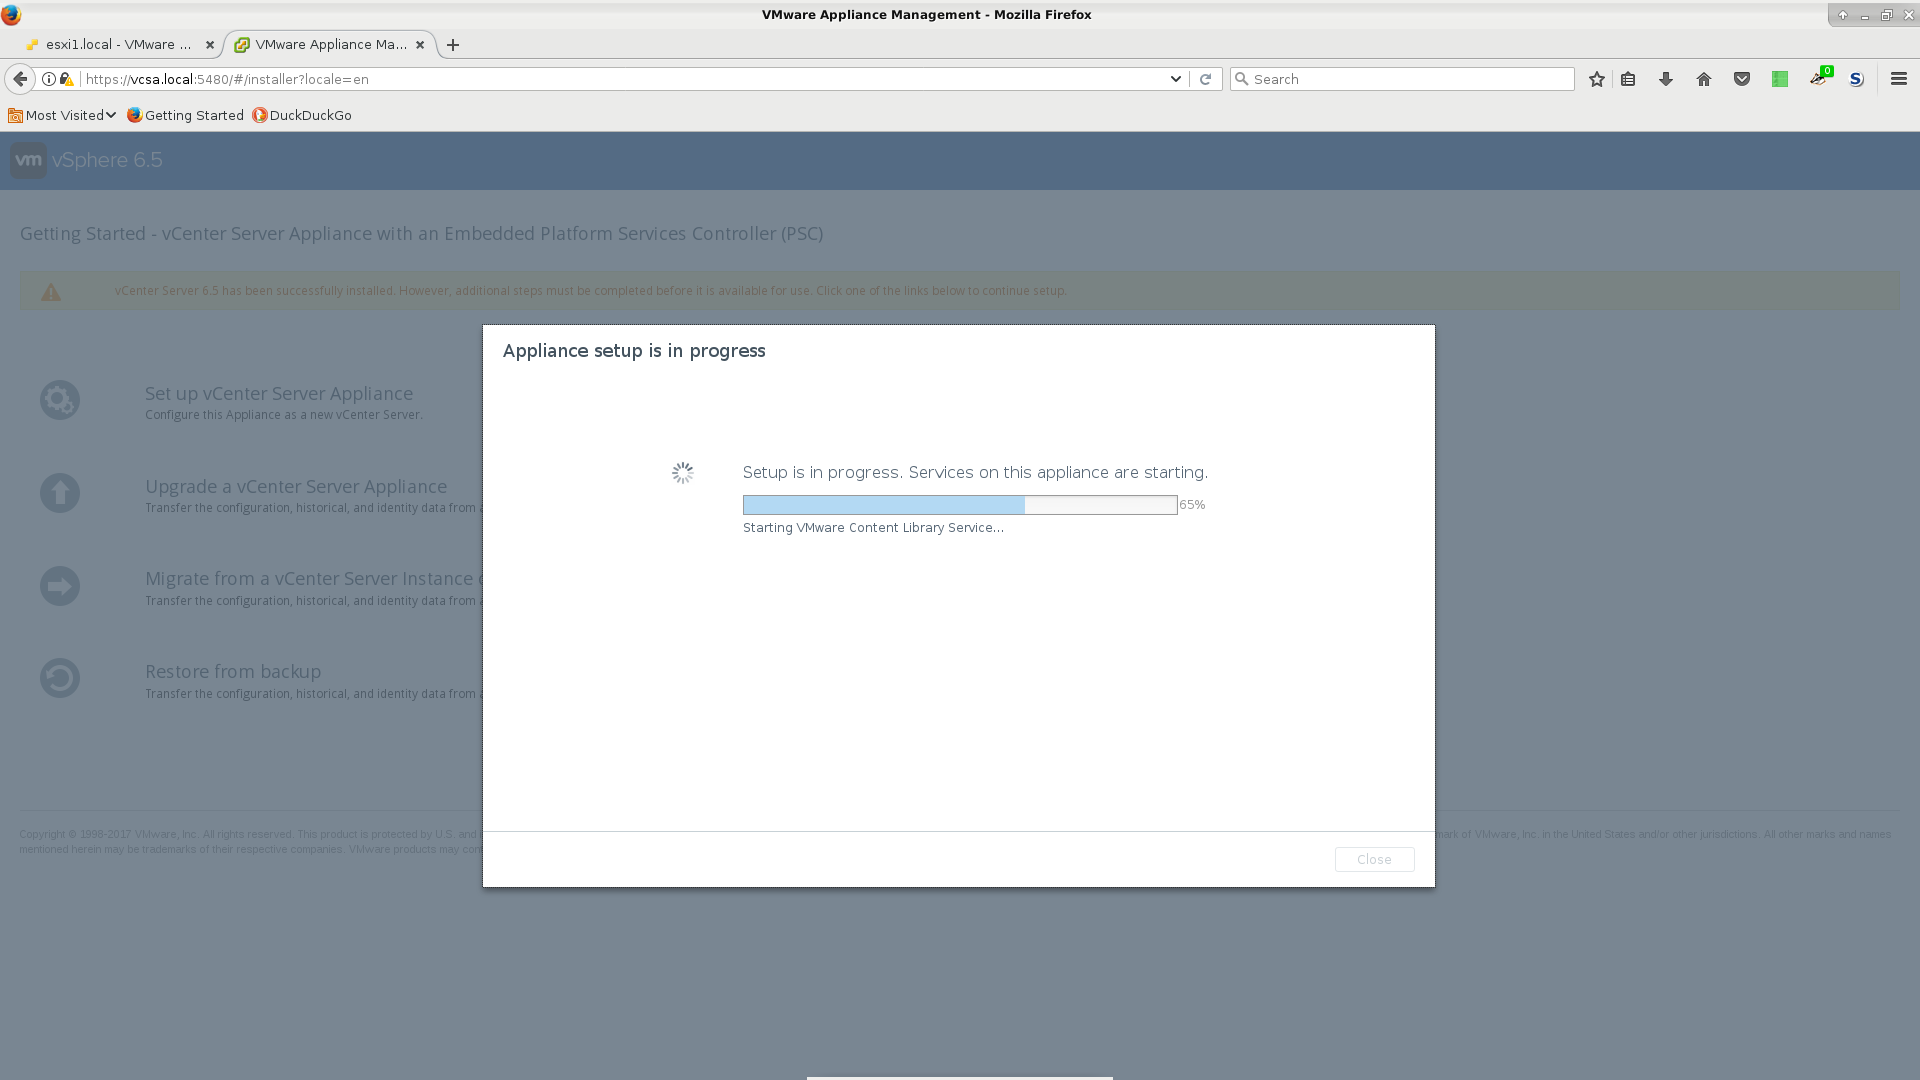 VMware Appliance Management - Mozilla Firefox
esxi1.local - VMware ...
VMware Appliance Ma...
https://vcsa.local:5480/#/installer?locale=en
Search
0
S
Most Visited
Getting Started
DuckDuckGo
vm vSphere 6.5
Getting Started - vCenter Server Appliance with an Embedded Platform Services Controller (PSC)
vCenter Server 6.5 has been successfully installed. However, additional steps must be completed before it is available for use. Click one of the links below to continue setup.
Set up vCenter Server Appliance
Configure this Appliance as a new vCenter Server.
Upgrade a vCenter Server Appliance
Transfer the configuration, historical, and identity data from
Migrate from a vCenter Server Instance
Transfer the configuration, historical, and identity data from
Restore from backup
Transfer the configuration, historical, and identity data from
Appliance setup is in progress
Setup is in progress. Services on this appliance are starting.
65%
Starting VMware Content Library Service...
Close
Copyright © 1998-2017 VMware, Inc. All rights reserved. This product is protected by U.S. and
mark of VMware, Inc. in the United States and/or other jurisdictions. All other marks and names
mentioned herein may be trademarks of their respective companies. VMware products may